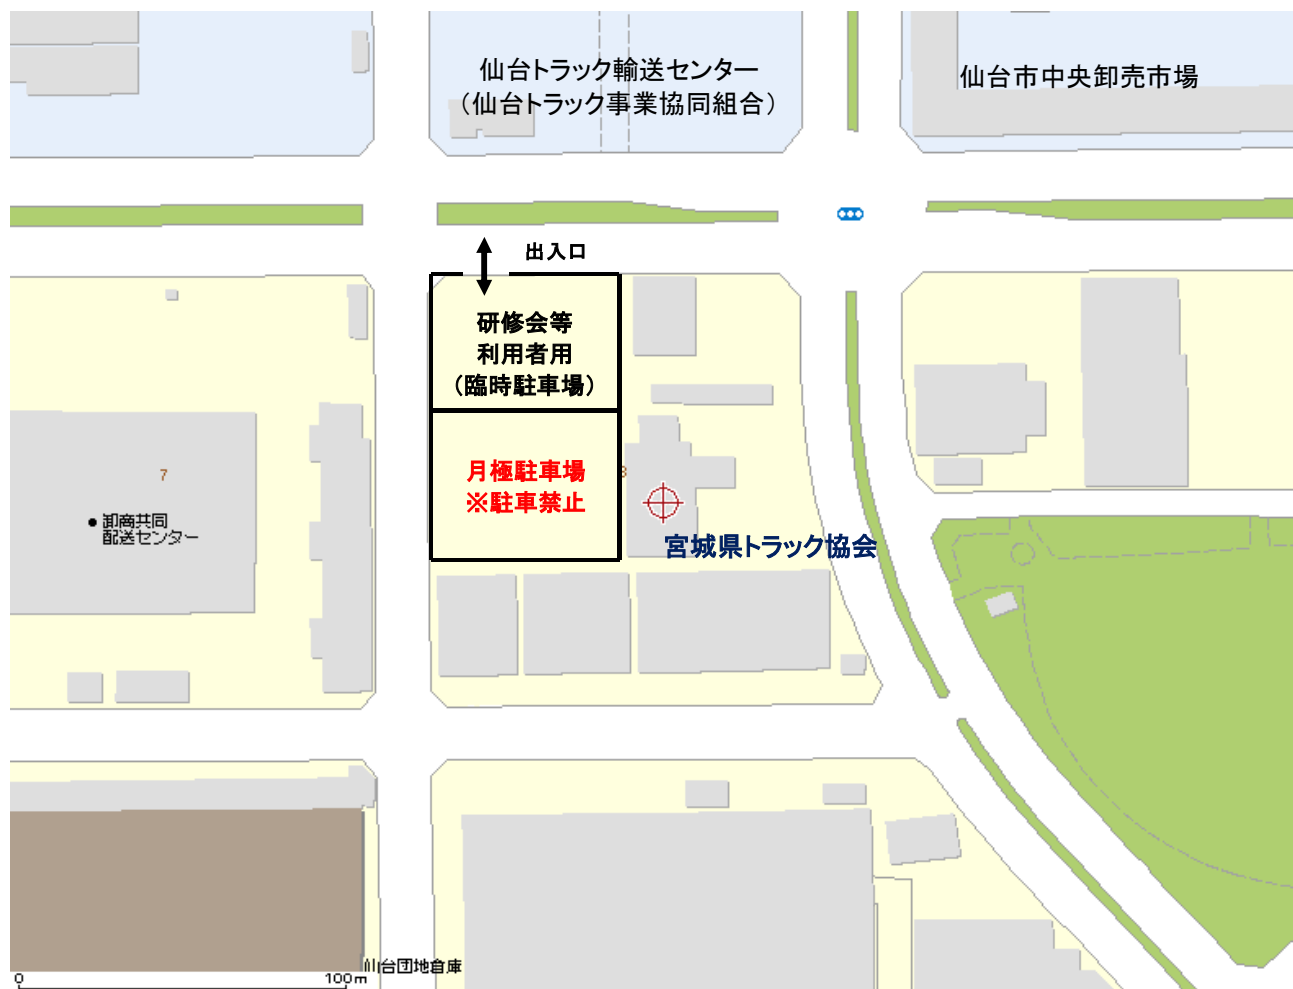 仙台トラック輸送センター
（仙台トラック事業協同組合）
仙台市中央卸売市場
出入口
研修会等
利用者用
（臨時駐車場）
月極駐車場
※駐車禁止
7
3
卸商共同
配送センター
宮城県トラック協会
仙台団地倉庫
0
100m